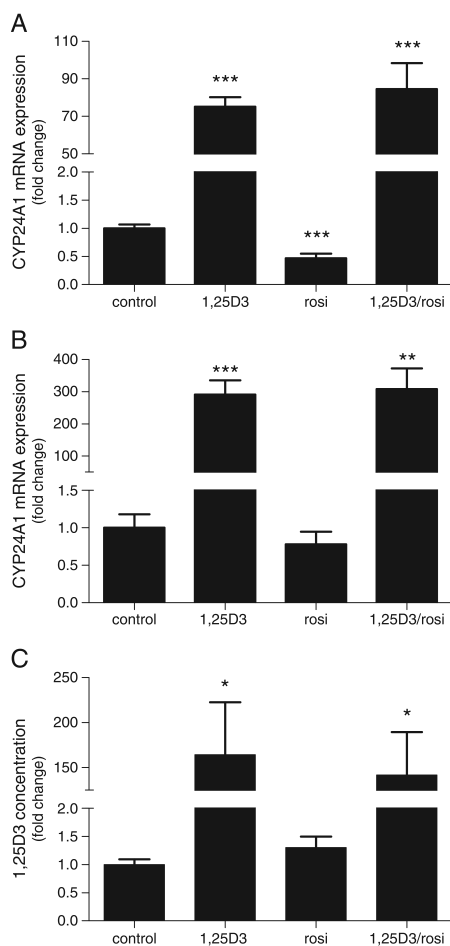 A
CYP24A1 mRNA expression
(fold change)
110
90
70
50
2.0
1.5
1.0
0.5
0.0
***
***
***
control
1,25D3
rosi
1,25D3/rosi
B
CYP24A1 mRNA expression
(fold change)
400
300
200
100
1.5
1.0
0.5
0.0
***
**
control
1,25D3
rosi
1,25D3/rosi
C
1,25D3 concentration
(fold change)
250
200
150
100
2.0
1.5
1.0
0.5
0.0
*
*
control
1,25D3
rosi
1,25D3/rosi